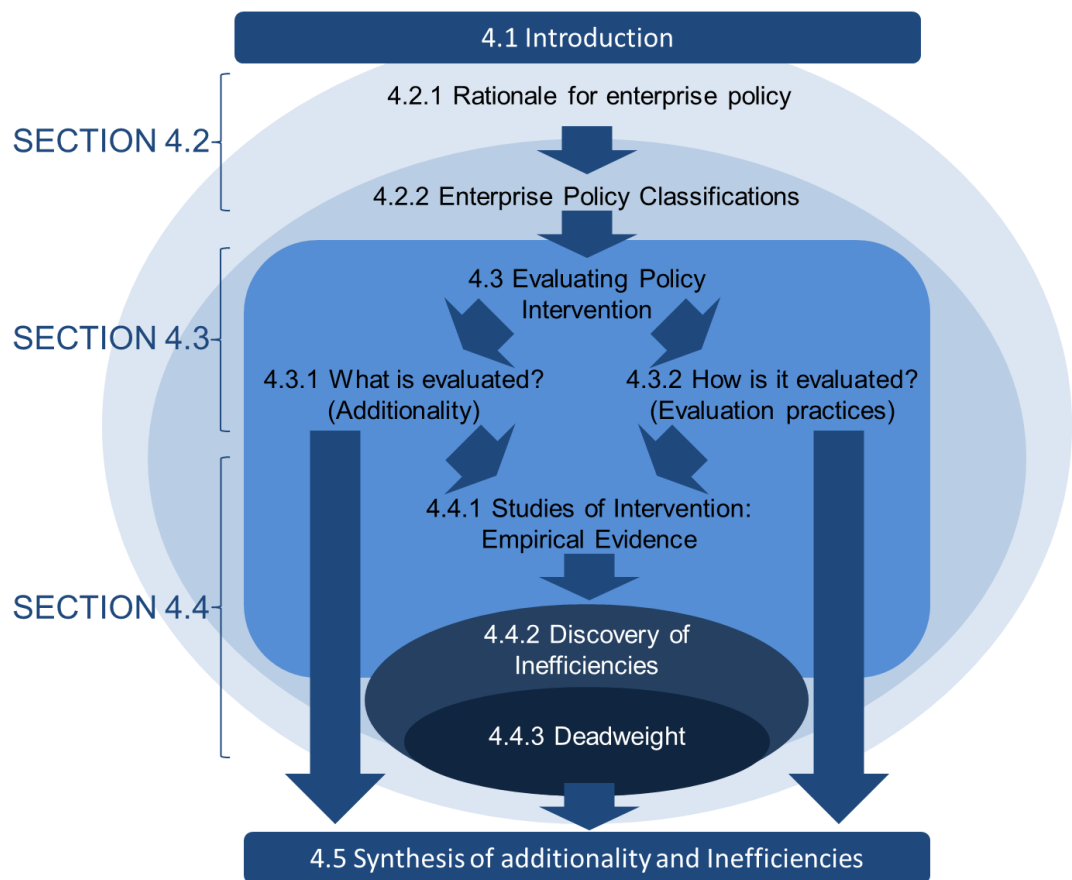 4.1 Introduction
4.2.1 Rationale for enterprise policy
SECTION 4.2
4.2.2 Enterprise Policy Classifications
4.3 Evaluating Policy
Intervention
SECTION 4.3
4.3.1 What is evaluated?
(Additionality)
4.3.2 How is it evaluated?
(Evaluation practices)
4.4.1 Studies of Intervention:
Empirical Evidence
SECTION 4.4
4.4.2 Discovery of
Inefficiencies
4.4.3 Deadweight
4.5 Synthesis of additionality and Inefficiencies